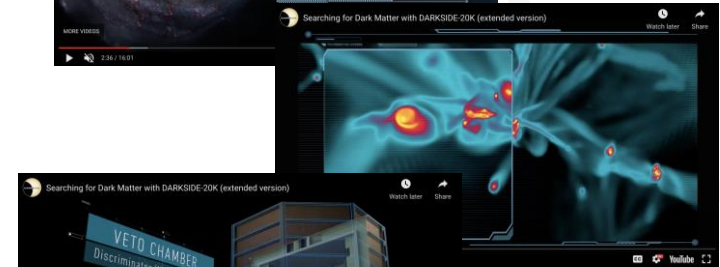 MORE VIDEOS
2:36 / 16:01
Searching for Dark Matter with DARKSIDE-20K (extended version)
Watch later
Share
CC
YouTube
Searching for Dark Matter with DARKSIDE-20K (extended version)
Watch later
Share
VETO CHAMBER